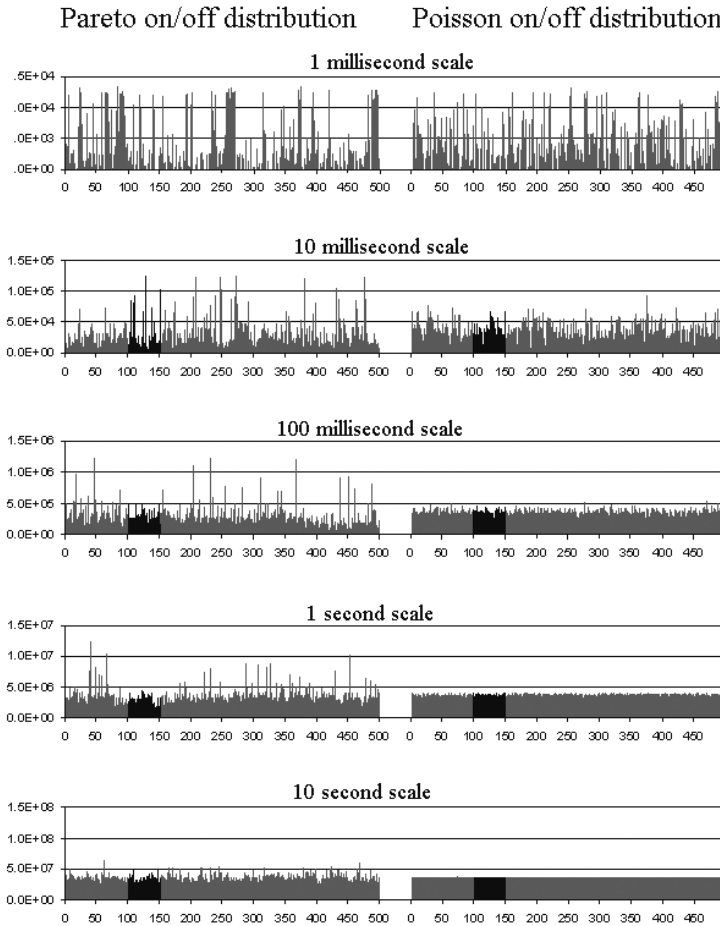 Pareto on/off distribution Poisson on/off distribution
1 millisecond scale
.5E+04
.0E+04
.0E+03
.0E+00
0 50 100 150 200 250 300 350 400 450 500 0 50 100 150 200 250 300 350 400 450
10 millisecond scale
1.5E+05
1.0E+05
5.0E+04
0.0E+00
0 50 100 150 200 250 300 350 400 450 500 0 50 100 150 200 250 300 350 400 450
100 millisecond scale
1.5E+06
1.0E+06
5.0E+05
0.0E+00
0 50 100 150 200 250 300 350 400 450 500 0 50 100 150 200 250 300 350 400 450
1 second scale
1.5E+07
1.0E+07
5.0E+06
0.0E+00
0 50 100 150 200 250 300 350 400 450 500 0 50 100 150 200 250 300 350 400 450
10 second scale
1.5E+08
1.0E+08
5.0E+07
0.0E+00
0 50 100 150 200 250 300 350 400 450 500 0 50 100 150 200 250 300 350 400 450